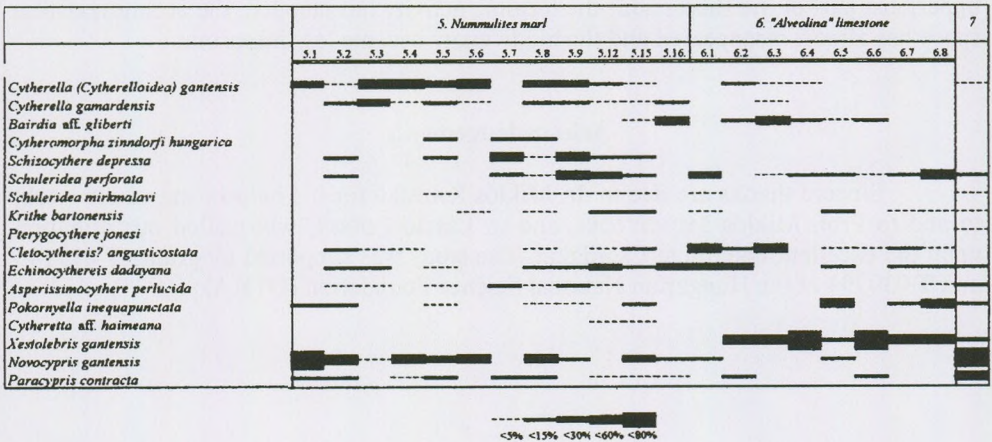 5. Nummulites marl 6. "Alveolina" limestone 7
5.1 5.2 5.3 5.4 5.5 5.6 5.7 5.8 5.9 5.12 5.15 5.16. 6.1 6.2 6.3 6.4 6.5 6.6 6.7 6.8
Cytherella (Cytherelloidea) gantensis
Cytherella gamardensis
Bairdia aff. gliberti
Cytheromorpha zinndorfi hungarica
Schizocythere depressa
Schuleridea perforata
Schuleridea mirkmalavi
Krithe bartonensis
Pterygocythere jonesi
Cletocythereis? angusticostata
Echinocythereis dadayana
Asperissimocythere perlucida
Pokornyella inequapunctata
Cytheretta aff. haimeana
Xestolebris gantensis
Novocypris gantensis
Paracypris contracta
<5% <15% <30% <60% <80%